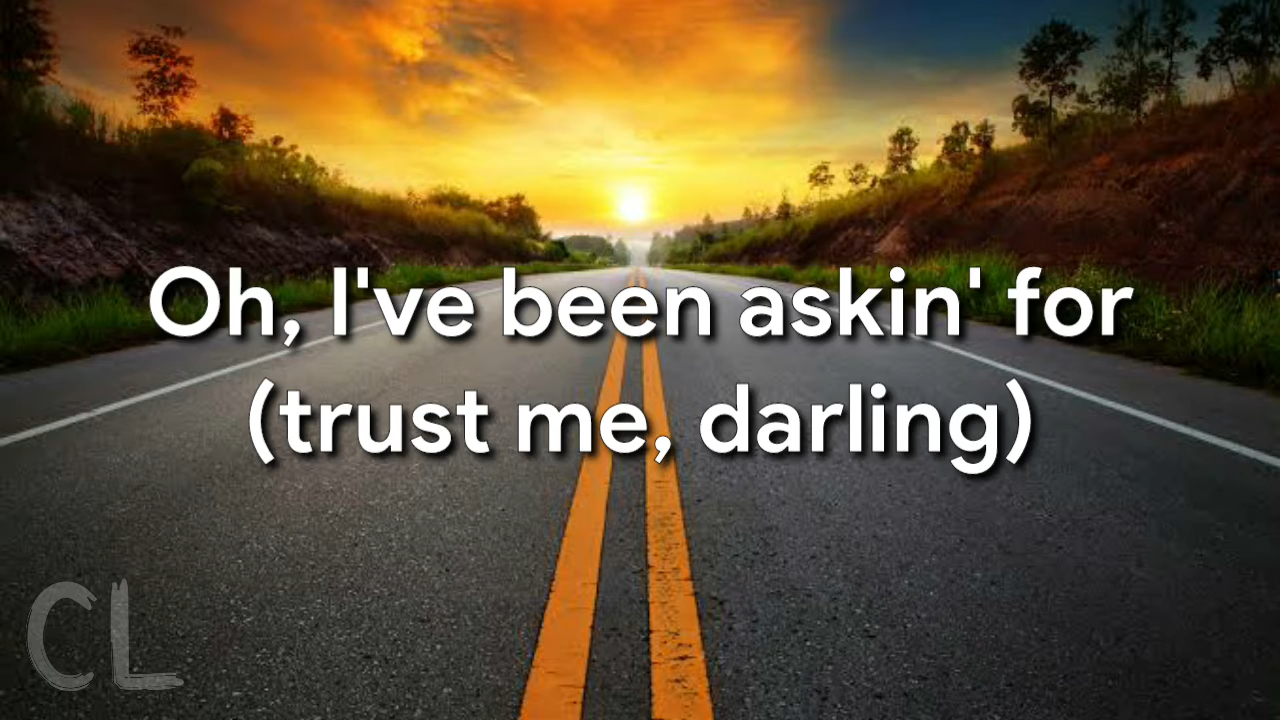 Oh, I've been askin' for
(trust me, darling)
CL